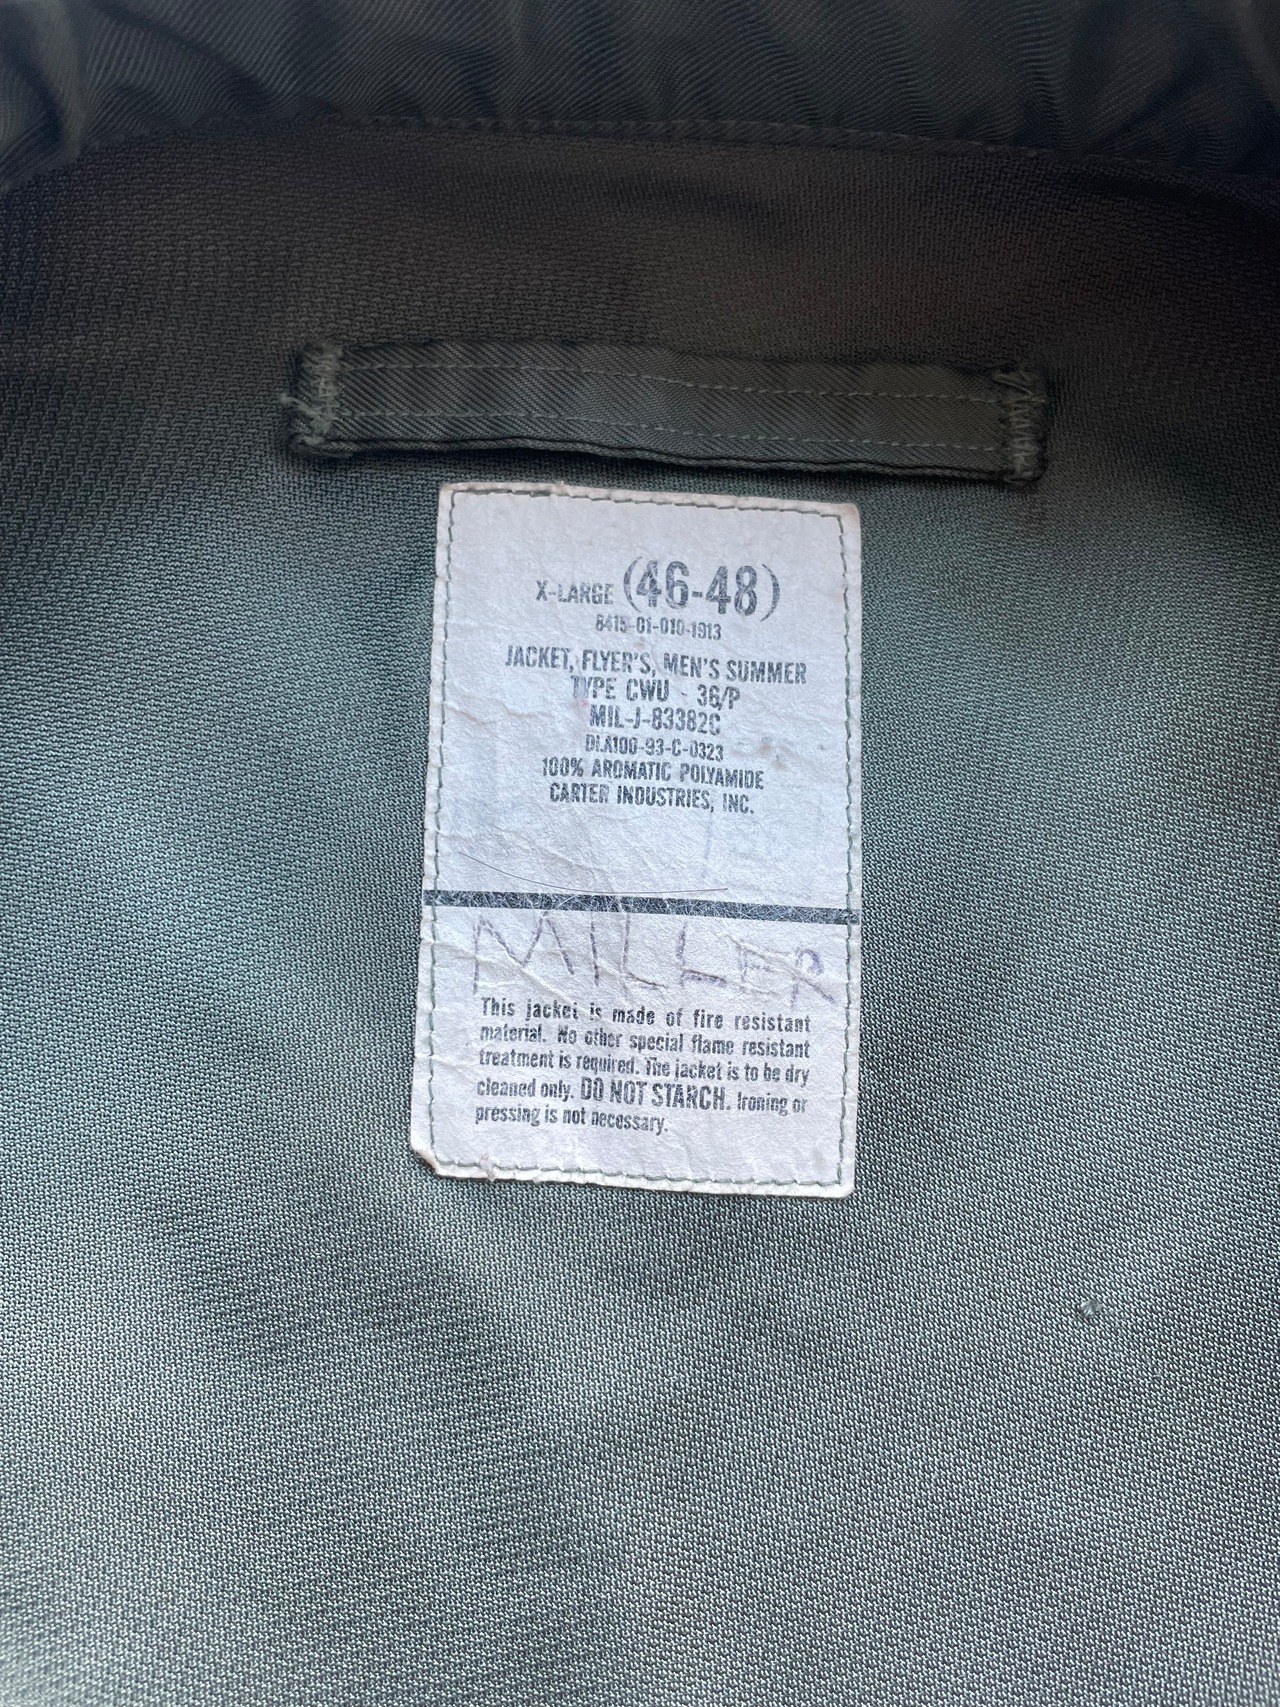 X-LARGE (46-48)
8415-01-010-1913
JACKET, FLYER'S, MEN'S SUMMER
TYPE CWU - 36/P
MIL-J-83382C
DLA100-93-C-0323
100% AROMATIC POLYAMIDE
CARTER INDUSTRIES, INC.
MILLER
This jacket is made of fire resistant
material. No other special flame resistant
treatment is required. The jacket is to be dry
cleaned only. DO NOT STARCH. Ironing or
pressing is not necessary.